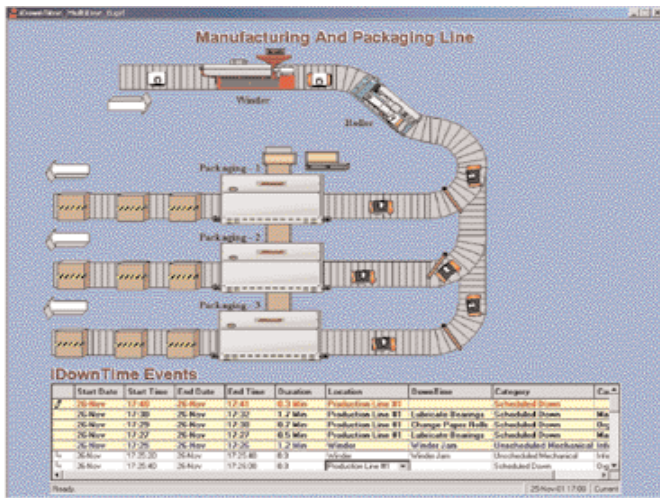 iDownTime
Manufacturing And Packaging Line
Winder
Packaging - 1
Packaging - 2
Packaging - 3
IDownTime Events
Start Date Start Time End Date End Time Duration Location DownTime Category
26-Nov 17:40 26-Nov 17:41 0.3 Min Production Line #1 Scheduled Down
26-Nov 17:30 26-Nov 17:32 1.2 Min Production Line #1 Lubricate Bearings Scheduled Down
26-Nov 17:29 26-Nov 17:30 0.7 Min Production Line #1 Change Paper Rolls Scheduled Down
26-Nov 17:27 26-Nov 17:27 0.5 Min Production Line #1 Lubricate Bearings Scheduled Down
26-Nov 17:25 26-Nov 17:26 1.2 Min Winder Winder Jam Unscheduled Mechanical
26-Nov 17:25:20 26-Nov 17:25:40 0.3 Winder Winder Jam Unscheduled Mechanical
26-Nov 17:25:40 26-Nov 0.3 Production Line #1 Scheduled Down
Ready 25-Nov-01 17:00 Current